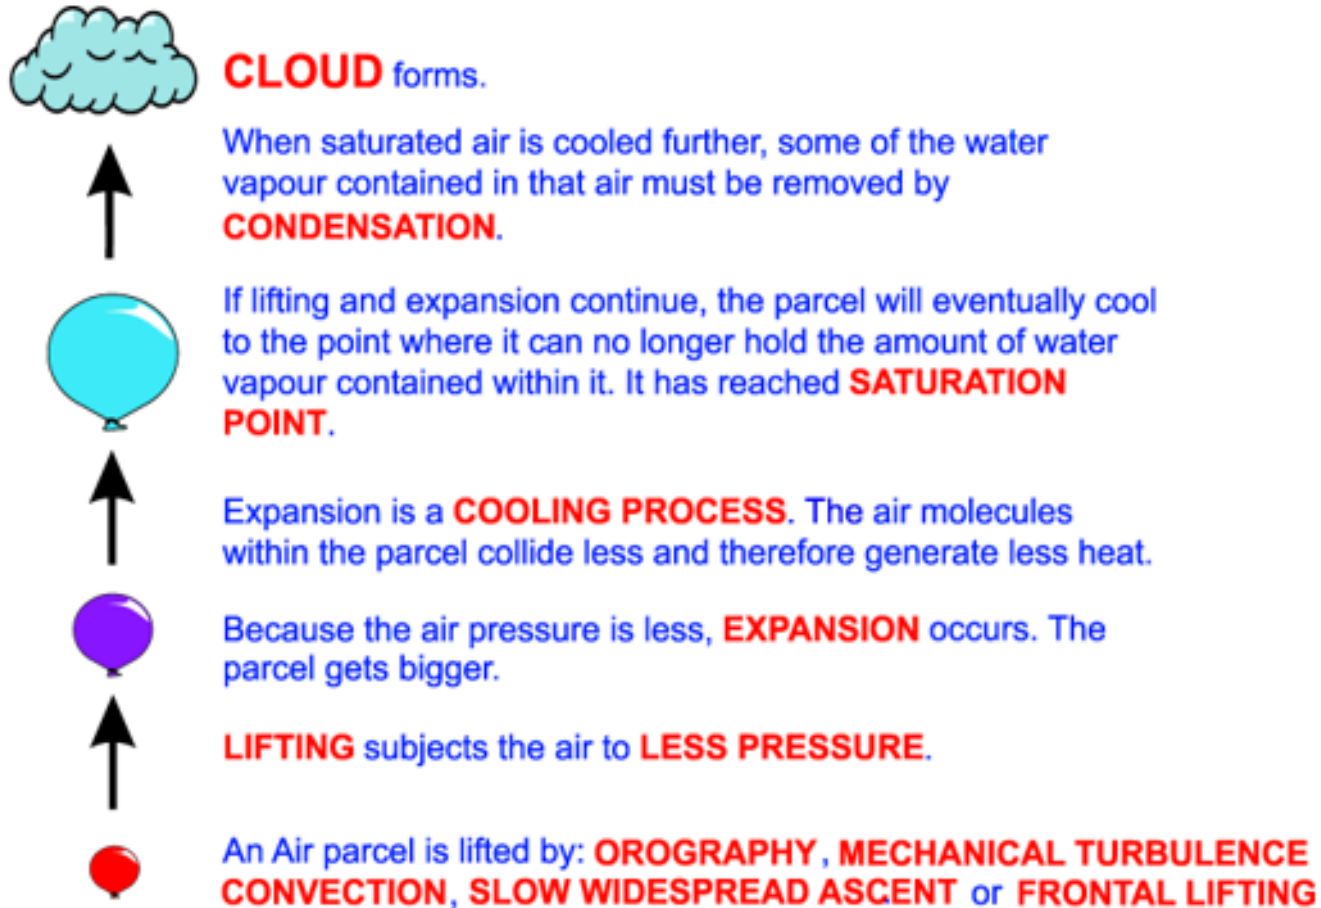 CLOUD forms.
When saturated air is cooled further, some of the water
vapour contained in that air must be removed by
CONDENSATION.
If lifting and expansion continue, the parcel will eventually cool
to the point where it can no longer hold the amount of water
vapour contained within it. It has reached SATURATION
POINT.
Expansion is a COOLING PROCESS. The air molecules
within the parcel collide less and therefore generate less heat.
Because the air pressure is less, EXPANSION occurs. The
parcel gets bigger.
LIFTING subjects the air to LESS PRESSURE.
An Air parcel is lifted by: OROGRAPHY, MECHANICAL TURBULENCE
CONVECTION, SLOW WIDESPREAD ASCENT or FRONTAL LIFTING